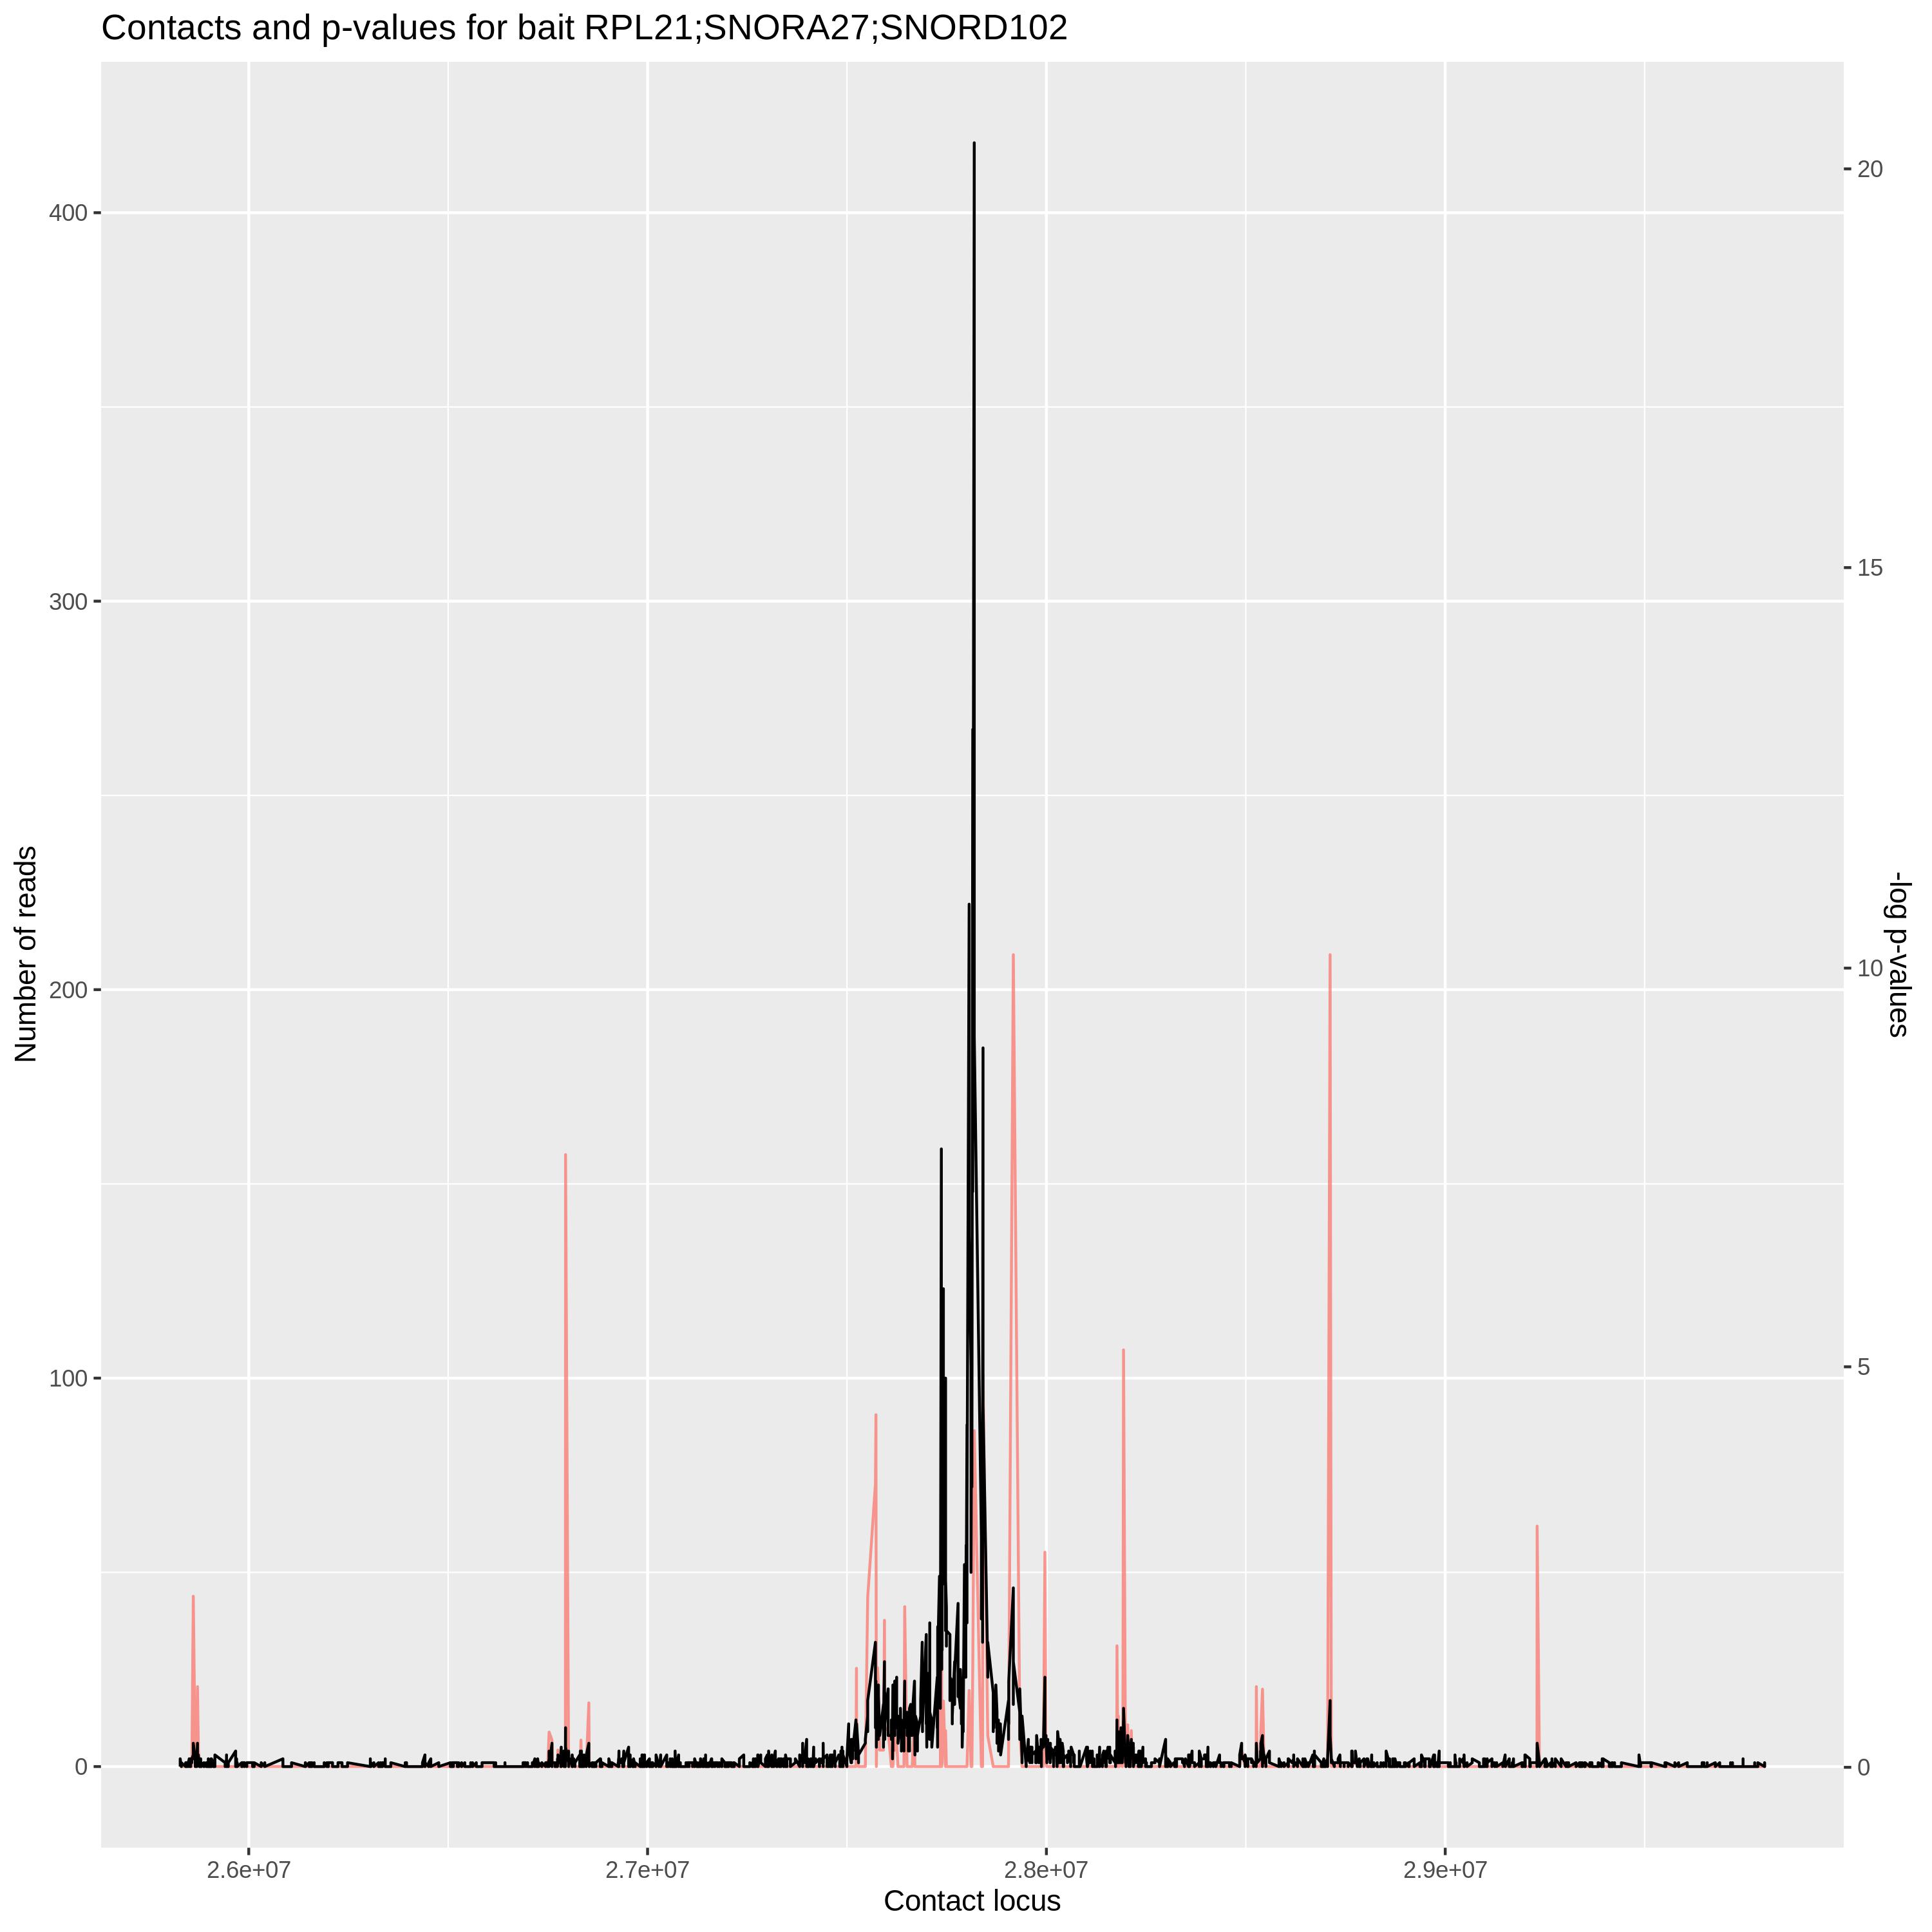 Contacts and p-values for bait RPL21;SNORA27;SNORD102
400
300
200
100
0
Number of reads
20
15
10
5
0
-log p-values
2.6e+07
2.7e+07
2.8e+07
2.9e+07
Contact locus